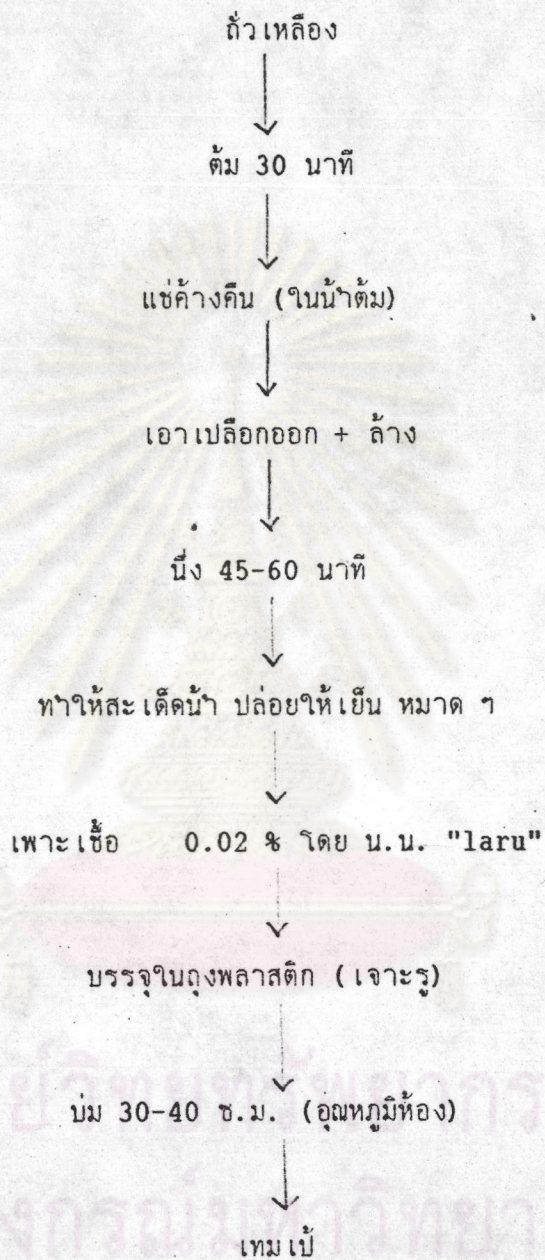 ถั่วเหลือง
ต้ม 30 นาที
แช่ค้างคืน (ในน้ำต้ม)
เอาเปลือกออก + ล้าง
นึ่ง 45-60 นาที
ทำให้สะเด็ดน้ำ ปล่อยให้เย็น หมาด ๆ
เพาะเชื้อ 0.02 % โดย น.น. "laru"
บรรจุในถุงพลาสติก (เจาะรู)
บ่ม 30-40 ช.ม. (อุณหภูมิห้อง)
เทมเป้